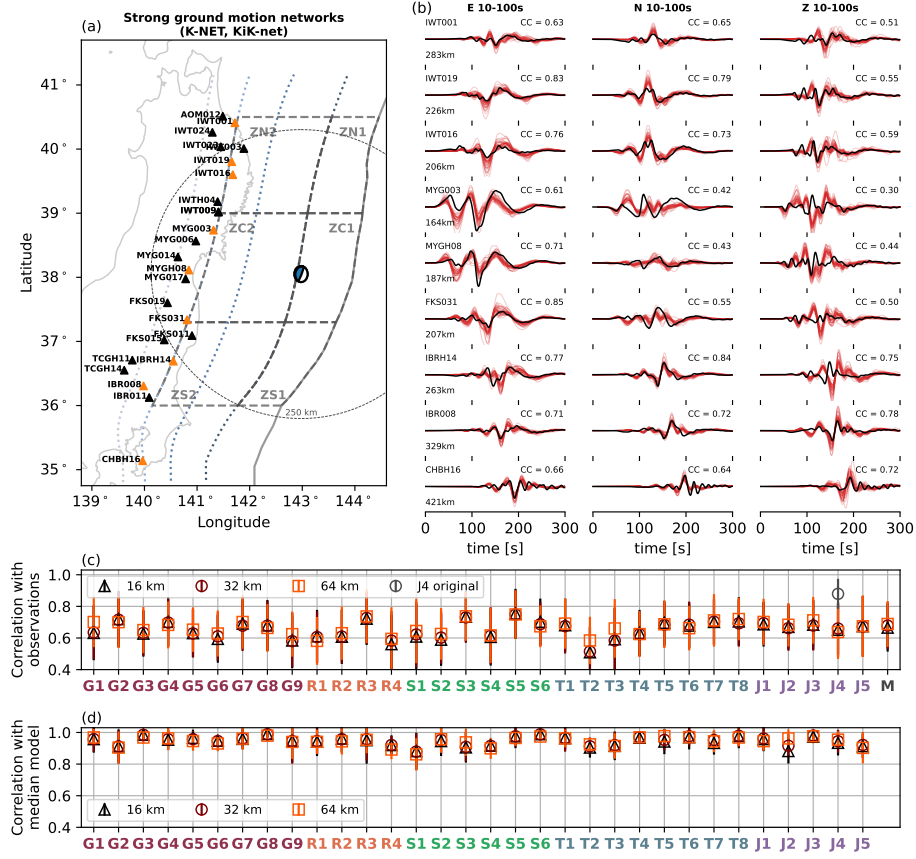 (a)
Strong ground motion networks
(K-NET, KiK-net)
41°
40°
39°
38°
37°
36°
35°
Latitude
139° 140° 141° 142° 143° 144°
Longitude
AOM012
IWT001
IWT024
IWT019
IWT016
IWTH04
IWT009
MYG003
MYG006
MYG014
MYGH08
MYG017
FKS019
FKS031
FKS011
FKS015
TCGH11
IBRH14
TCGH14
IBR008
IBR011
CHBH16
ZN2
ZN1
ZC2
ZC1
ZS2
ZS1
250 km
(b)
E 10-100s N 10-100s Z 10-100s
IWT001 CC = 0.63 CC = 0.65 CC = 0.51
283km
IWT019 CC = 0.83 CC = 0.79 CC = 0.55
226km
IWT016 CC = 0.76 CC = 0.73 CC = 0.59
206km
MYG003 CC = 0.61 CC = 0.42 CC = 0.30
164km
MYGH08 CC = 0.71 CC = 0.43 CC = 0.44
187km
FKS031 CC = 0.85 CC = 0.55 CC = 0.50
207km
IBRH14 CC = 0.77 CC = 0.84 CC = 0.75
263km
IBR008 CC = 0.71 CC = 0.72 CC = 0.78
329km
CHBH16 CC = 0.66 CC = 0.64 CC = 0.72
421km
0 100 200 300 0 100 200 300 0 100 200 300
time [s] time [s] time [s]
(c)
Correlation with
observations
1.0
0.8
0.6
0.4
16 km 32 km 64 km J4 original
G1 G2 G3 G4 G5 G6 G7 G8 G9 R1 R2 R3 R4 S1 S2 S3 S4 S5 S6 T1 T2 T3 T4 T5 T6 T7 T8 J1 J2 J3 J4 J5 M
(d)
Correlation with
median model
1.0
0.8
0.6
0.4
16 km 32 km 64 km
G1 G2 G3 G4 G5 G6 G7 G8 G9 R1 R2 R3 R4 S1 S2 S3 S4 S5 S6 T1 T2 T3 T4 T5 T6 T7 T8 J1 J2 J3 J4 J5